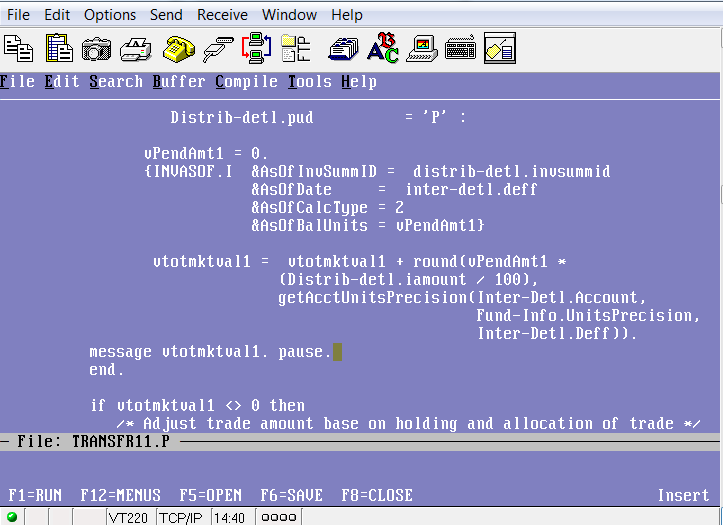 File Edit Options Send Receive Window Help
File Edit Search Buffer Compile Tools Help
Distrib-detl.pud = 'P' :
vPendAmt1 = 0.
{INVASOF.I &AsOfInvSummID = distrib-detl.invsummid
&AsOfDate = inter-detl.deff
&AsOfCalcType = 2
&AsOfBalUnits = vPendAmt1}
vtotmktval1 = vtotmktval1 + round(vPendAmt1 *
(Distrib-detl.iamount / 100),
getAcctUnitsPrecision(Inter-Detl.Account,
Fund-Info.UnitsPrecision,
Inter-Detl.Deff)).
message vtotmktval1. pause.
end.
if vtotmktval1 <> 0 then
/* Adjust trade amount base on holding and allocation of trade */
File: TRANSFR11.P
F1=RUN F12=MENUS F5=OPEN F6=SAVE F8=CLOSE Insert
VT220 TCP/IP 14:40